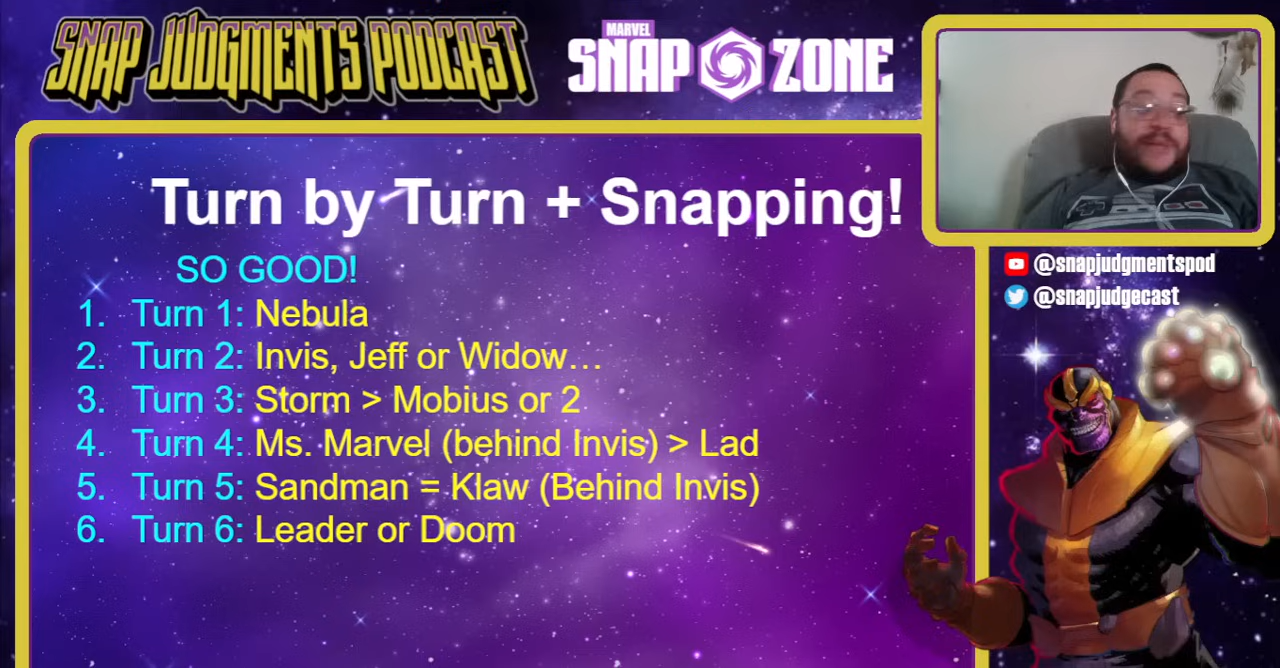 SNAP JUDGMENTS PODCAST
MARVEL
SNAP ZONE
Turn by Turn + Snapping!
SO GOOD!
1. Turn 1: Nebula
2. Turn 2: Invis, Jeff or Widow…
3. Turn 3: Storm > Mobius or 2
4. Turn 4: Ms. Marvel (behind Invis) > Lad
5. Turn 5: Sandman = Klaw (Behind Invis)
6. Turn 6: Leader or Doom
@snapjudgmentspod
@snapjudgecast